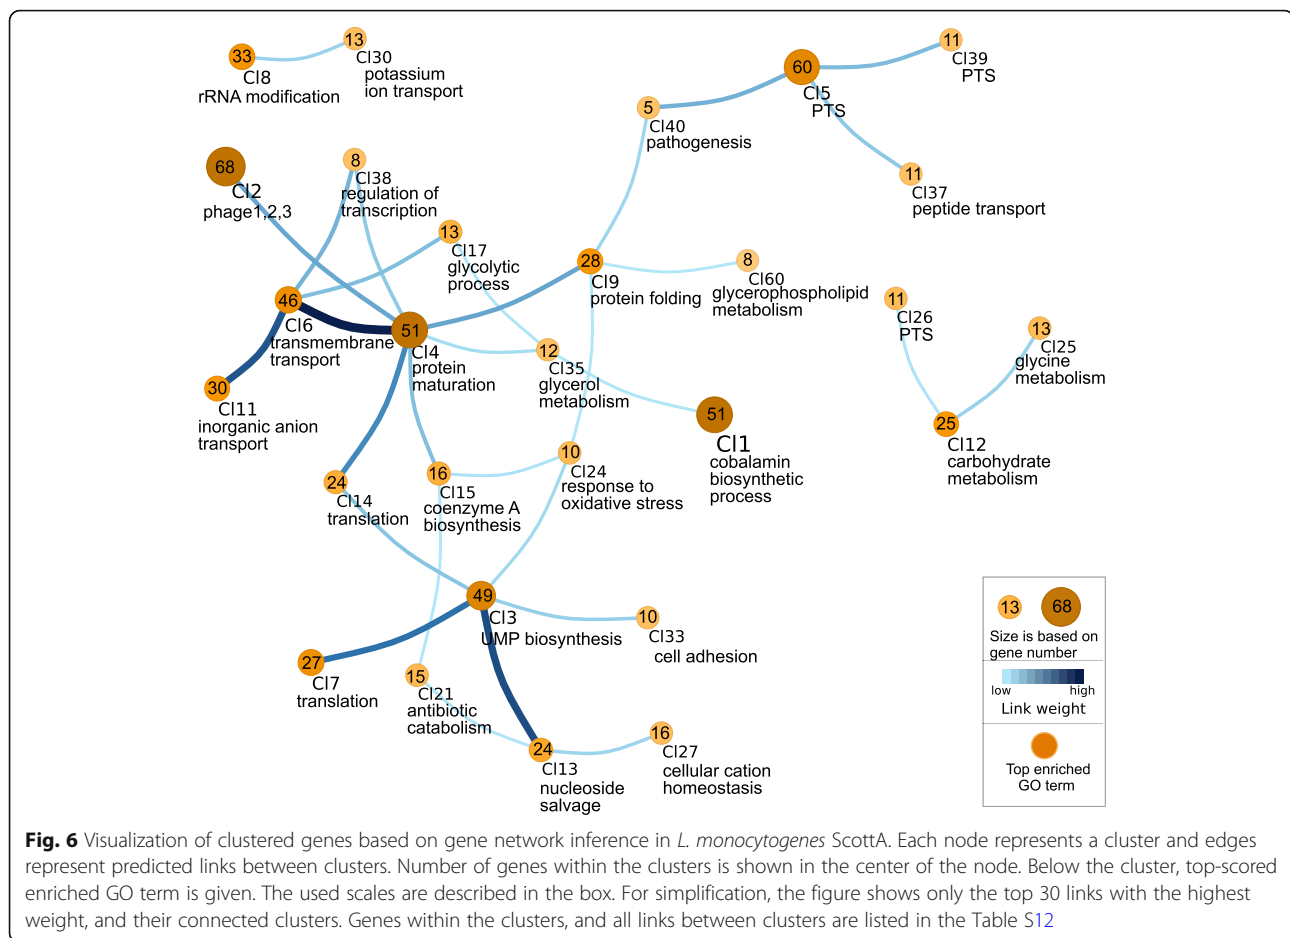 33
Cl8
rRNA modification
13
Cl30
potassium
ion transport
60
Cl5
PTS
11
Cl39
PTS
5
Cl40
pathogenesis
11
Cl37
peptide transport
68
Cl2
phage1,2,3
8
Cl38
regulation of
transcription
13
Cl17
glycolytic
process
46
Cl6
transmembrane
transport
51
Cl4
protein
maturation
28
Cl9
protein folding
8
Cl60
glycerophospholipid
metabolism
11
Cl26
PTS
13
Cl25
glycine
metabolism
30
Cl11
inorganic anion
transport
12
Cl35
glycerol
metabolism
51
Cl1
cobalamin
biosynthetic
process
25
Cl12
carbohydrate
metabolism
24
Cl14
translation
16
Cl15
coenzyme A
biosynthesis
10
Cl24
response to
oxidative stress
49
Cl3
UMP biosynthesis
10
Cl33
cell adhesion
27
Cl7
translation
15
Cl21
antibiotic
catabolism
24
Cl13
nucleoside
salvage
16
Cl27
cellular cation
homeostasis
13 68
Size is based on
gene number
low high
Link weight
Top enriched
GO term
Fig. 6 Visualization of clustered genes based on gene network inference in L. monocytogenes ScottA. Each node represents a cluster and edges
represent predicted links between clusters. Number of genes within the clusters is shown in the center of the node. Below the cluster, top-scored
enriched GO term is given. The used scales are described in the box. For simplification, the figure shows only the top 30 links with the highest
weight, and their connected clusters. Genes within the clusters, and all links between clusters are listed in the Table S12